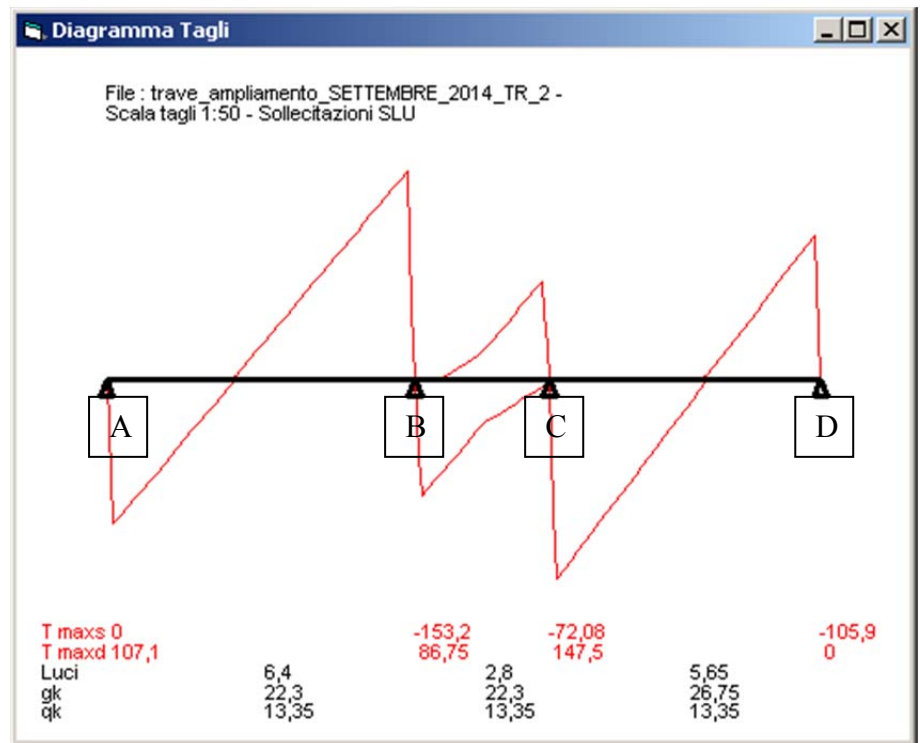 Diagramma Tagli
File : trave_ampliamento_SETTEMBRE_2014_TR_2 -
Scala tagli 1:50 - Sollecitazioni SLU
A B C D
T maxs 0 -153,2 -72,08 -105,9
T maxd 107,1 86,75 147,5 0
Luci 6,4 2,8 5,65
gk 22,3 22,3 26,75
qk 13,35 13,35 13,35